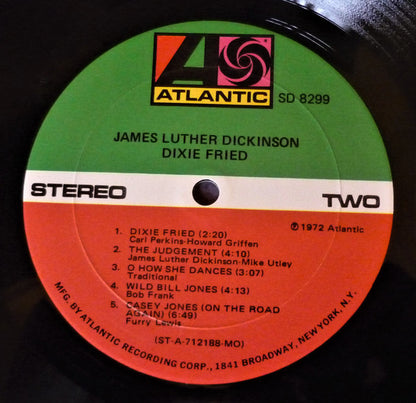 ATLANTIC
SD 8299
JAMES LUTHER DICKINSON
DIXIE FRIED
STEREO
TWO
℗ 1972 Atlantic
1. DIXIE FRIED (2:20)
Carl Perkins-Howard Griffen
2. THE JUDGEMENT (4:10)
James Luther Dickinson-Mike Utley
3. O HOW SHE DANCES (3:07)
Traditional
4. WILD BILL JONES (4:13)
Bob Frank
5. CASEY JONES (ON THE ROAD
AGAIN) (6:49)
Furry Lewis
(ST-A-712188-MO)
MFG. BY ATLANTIC RECORDING CORP., 1841 BROADWAY, NEW YORK, N.Y.